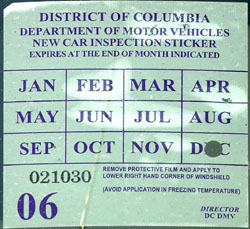 DISTRICT OF COLUMBIA
DEPARTMENT OF MOTOR VEHICLES
NEW CAR INSPECTION STICKER
EXPIRES AT THE END OF MONTH INDICATED
JAN FEB MAR APR
MAY JUN JUL AUG
SEP OCT NOV DEC
021030
REMOVE PROTECTIVE FILM AND APPLY TO
LOWER RIGHT HAND CORNER OF WINDSHIELD
(AVOID APPLICATION IN FREEZING TEMPERATURE)
06
DIRECTOR
DC DMV